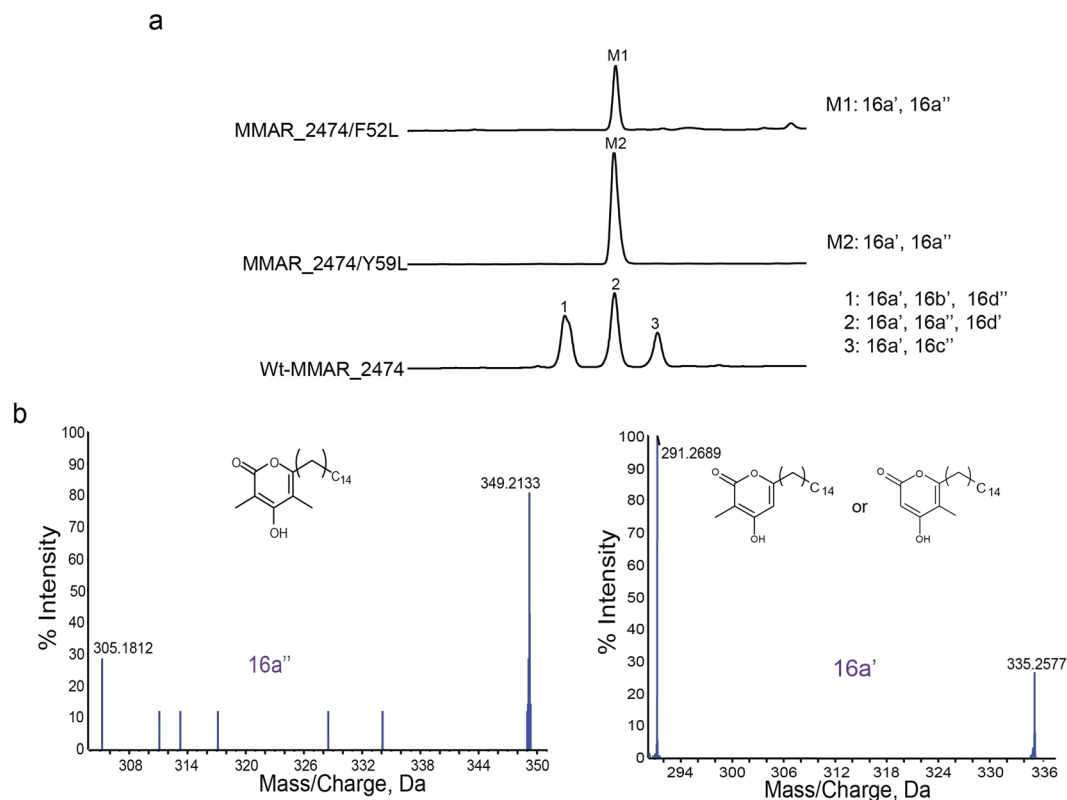 a
M1
MMAR_2474/F52L
M1: 16a’, 16a’’
M2
MMAR_2474/Y59L
M2: 16a’, 16a’’
1
2
3
Wt-MMAR_2474
1: 16a’, 16b’, 16d’’
2: 16a’, 16a’’, 16d’
3: 16a’, 16c’’
b
% Intensity
100
90
80
70
60
50
40
30
20
10
0
305.1812
349.2133
O
O
C14
OH
16a’’
308
314
320
326
332
338
344
350
Mass/Charge, Da
% Intensity
100
90
80
70
60
50
40
30
20
10
0
291.2689
O
O
C14
OH
or
O
O
C14
OH
16a’
335.2577
294
300
306
312
318
324
330
336
Mass/Charge, Da